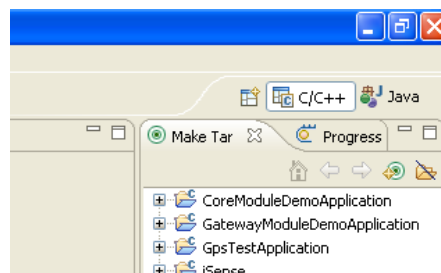 C/C++ Java
Make Tar Progress
CoreModuleDemoApplication
GatewayModuleDemoApplication
GpsTestApplication
iSense